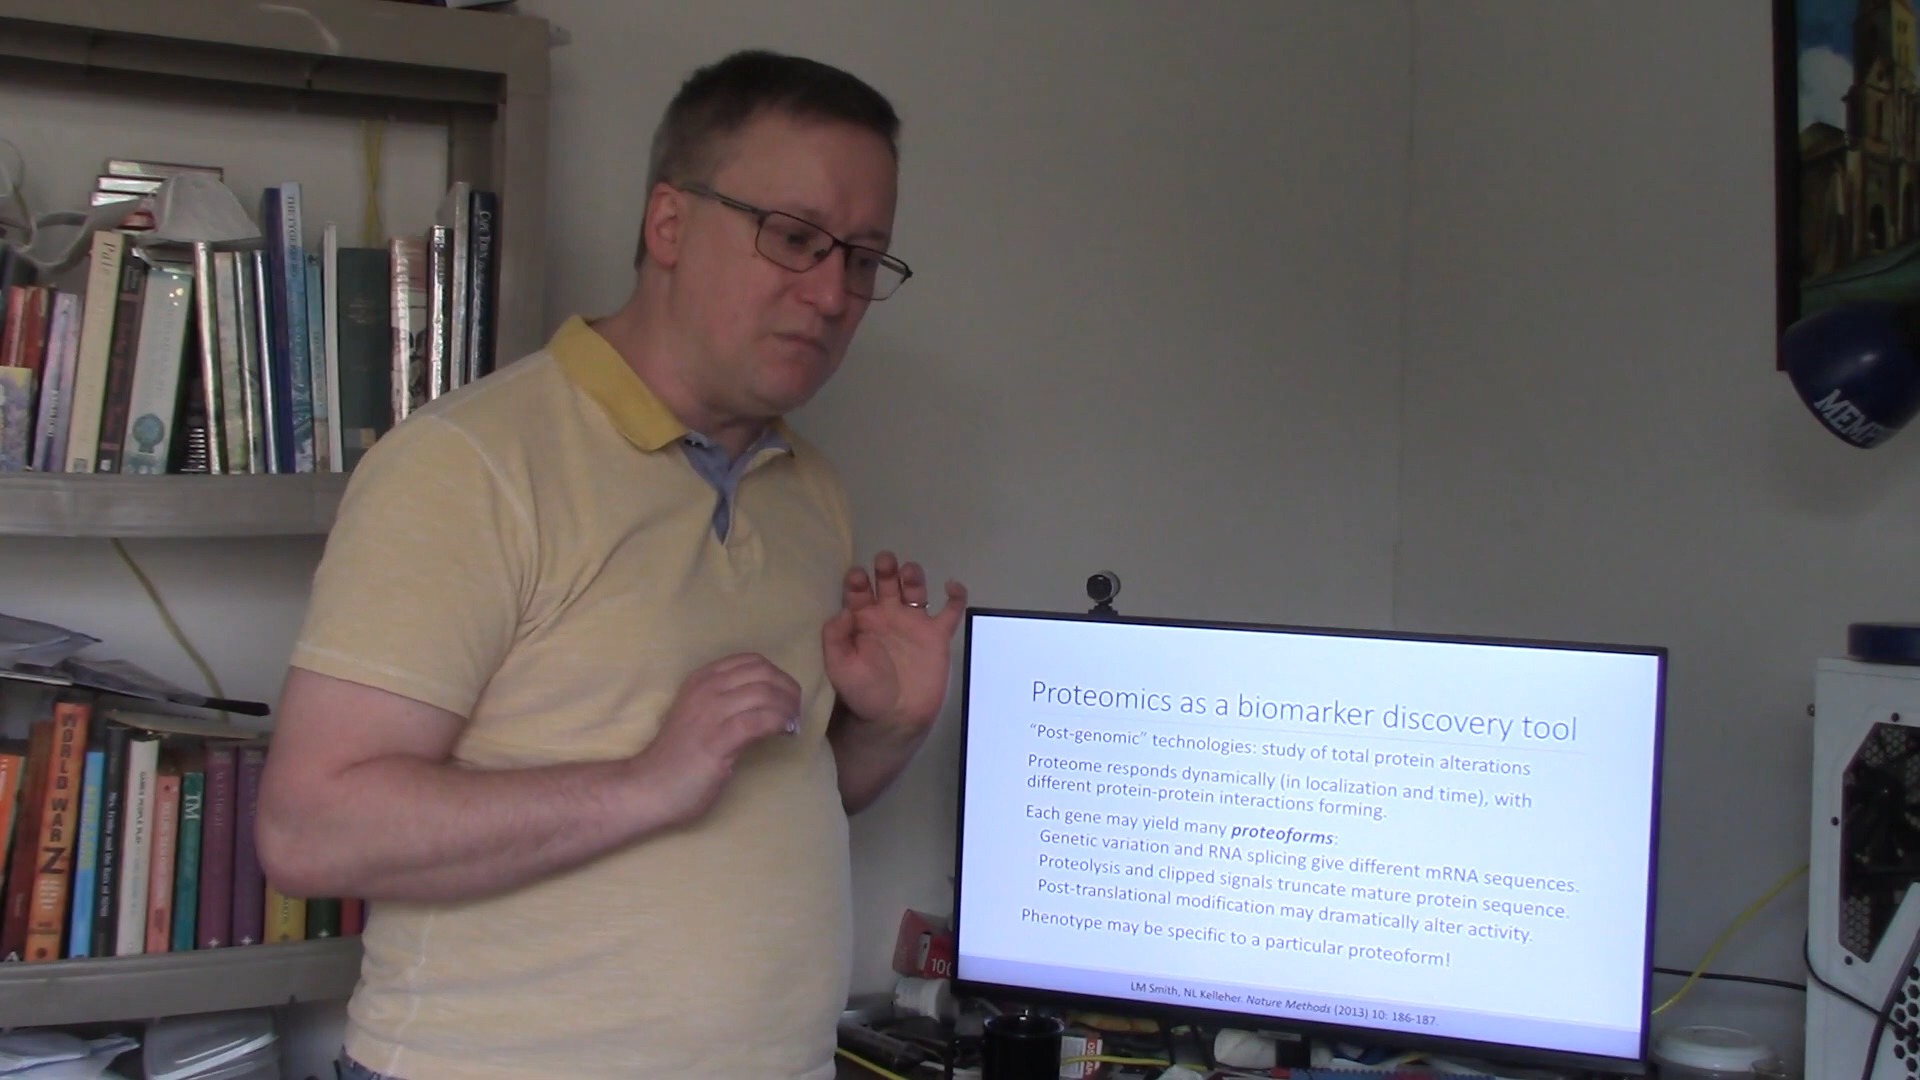 Proteomics as a biomarker discovery tool
“Post-genomic” technologies: study of total protein alterations
Proteome responds dynamically (in localization and time), with
different protein-protein interactions forming.
Each gene may yield many proteoforms:
Genetic variation and RNA splicing give different mRNA sequences.
Proteolysis and clipped signals truncate mature protein sequence.
Post-translational modification may dramatically alter activity.
Phenotype may be specific to a particular proteoform!
LM Smith, NL Kelleher. Nature Methods (2013) 10: 186-187.
WORLD WAR Z
TM
MEMP
100